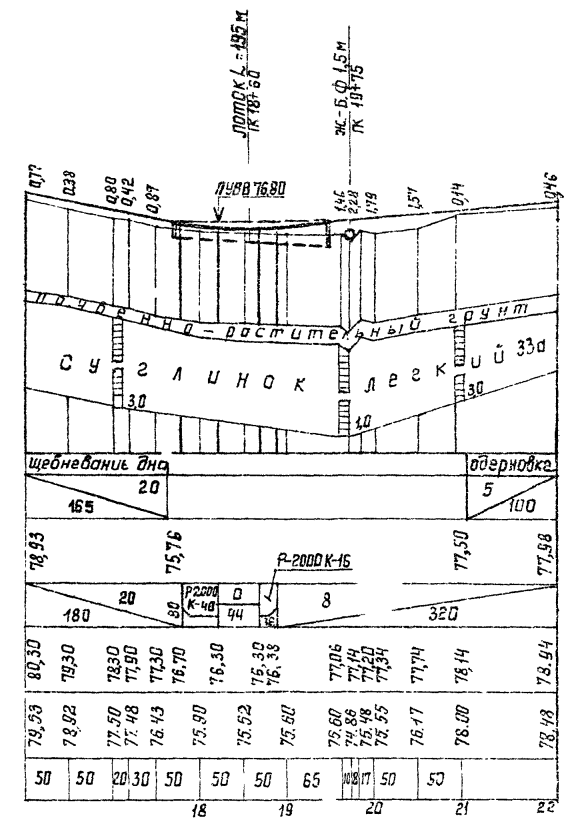 ЛОТОК L = 195 м
ПК 18+60
Ж.-Б.Ф 1,5 м
ПК 19+75
0,77 0,38 0,80 0,42 0,87 1,46 2,28 1,79 1,57 0,14 0,46
ЛУВВ 76.80
Почвенно-растительный грунт
Суглинок легкий 33а
3,0 1,0 3,0
щебневание дна одерновка
20 5
165 100
78,93 75,76 77,50 77,98
Р-2000 К-16
20 80 Р2000 0 8
К-40
180 44 320
80,30 79,30 78,30 77,90 77,30 76,70 76,30 76,30 76,38 77,06 77,14 77,20 77,34 77,74 78,14 78.94
79,53 78,92 77.50 77.48 76.43 75.90 75.52 75.60 75.60 74.86 75.48 75.55 76.17 78.00 78,48
50 50 20 30 50 50 50 65 10 8 17 50 50
18 19 20 21 22